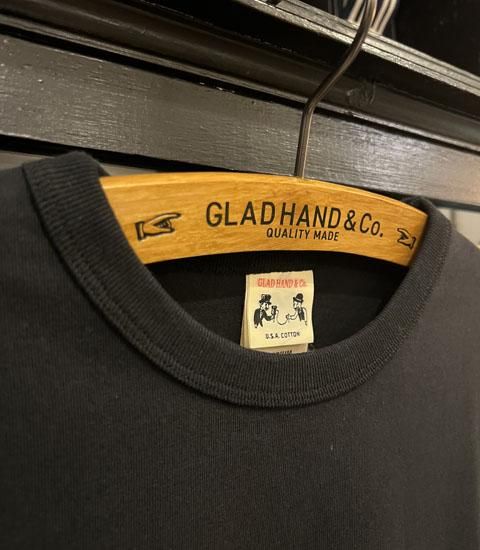 GLAD HAND & Co.
QUALITY MADE
GLAD HAND & Co.
U.S.A. COTTON